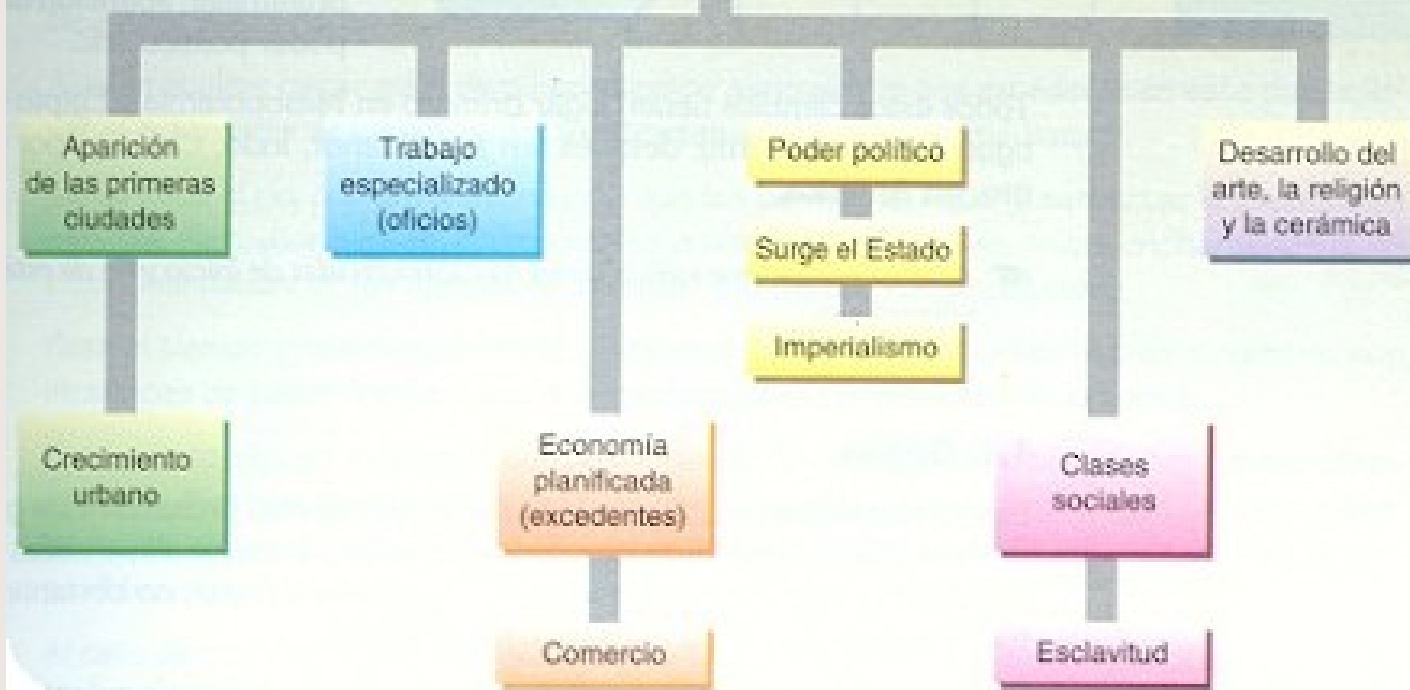 Aparición
de las primeras
ciudades
Trabajo
especializado
(oficios)
Poder político
Surge el Estado
Imperialismo
Desarrollo del
arte, la religión
y la cerámica
Crecimiento
urbano
Economía
planificada
(excedentes)
Comercio
Clases
sociales
Esclavitud